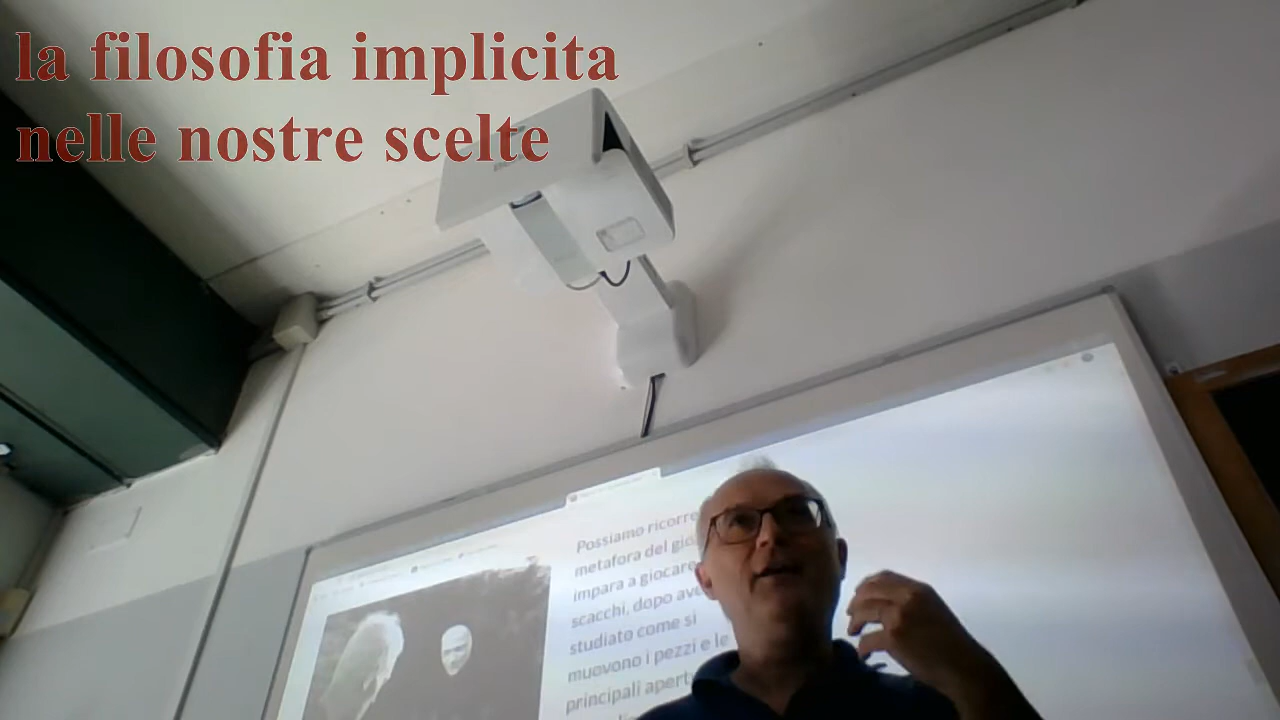 la filosofia implicita
nelle nostre scelte
Possiamo ricorre
metafora del gio
impara a giocare
scacchi, dopo ave
studiato come si
muovono i pezzi e le
principali apert